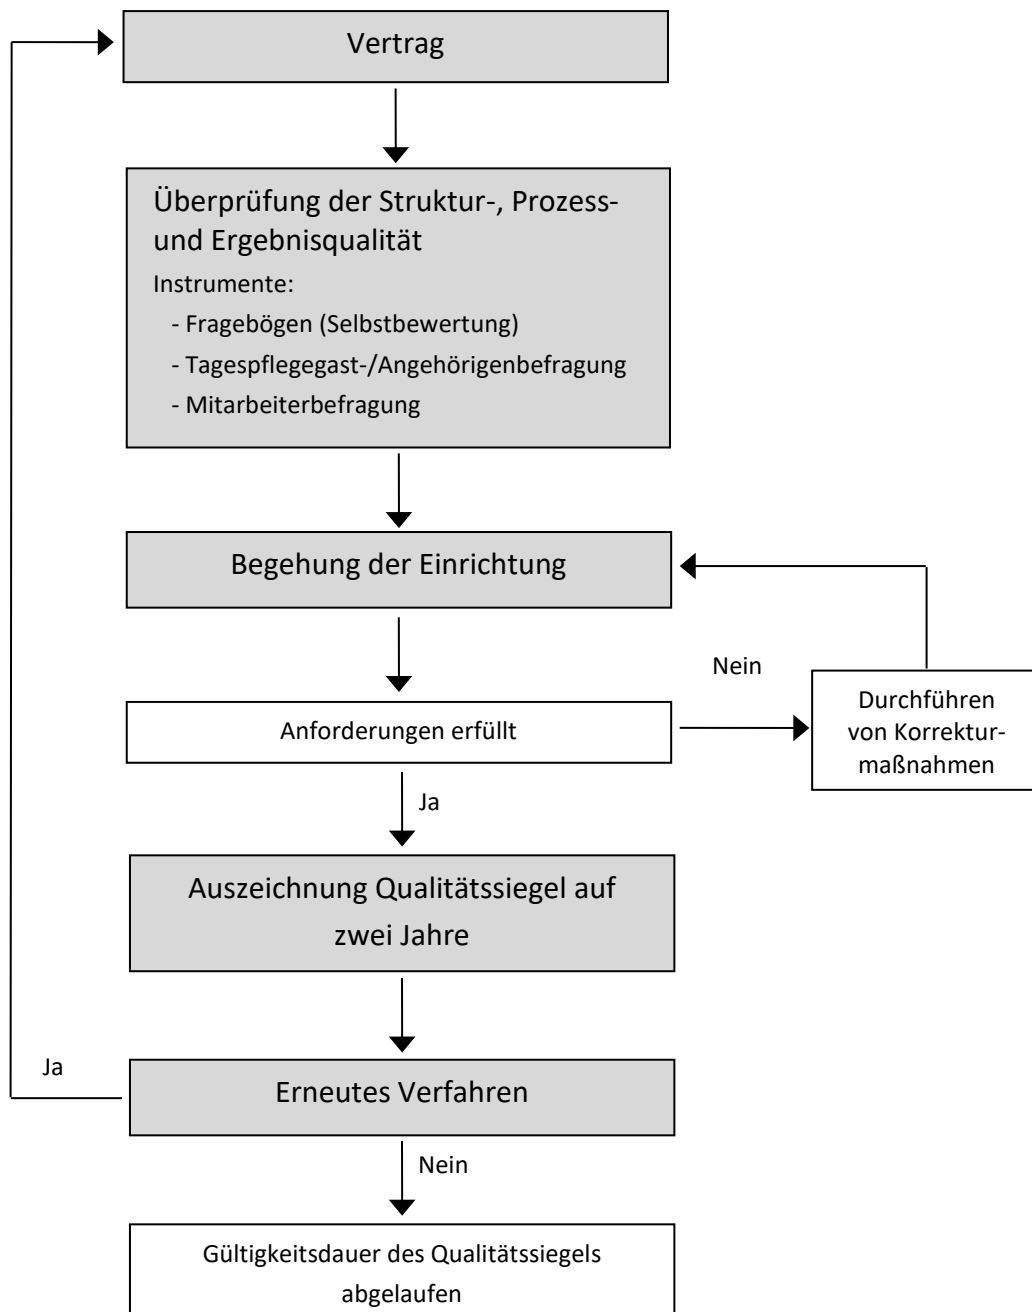 Vertrag
Überprüfung der Struktur-, Prozess-
und Ergebnisqualität
Instrumente:
- Fragebögen (Selbstbewertung)
- Tagespflegegast-/Angehörigenbefragung
- Mitarbeiterbefragung
Begehung der Einrichtung
Nein
Durchführen
von Korrektur-
maßnahmen
Anforderungen erfüllt
Ja
Auszeichnung Qualitätssiegel auf
zwei Jahre
Ja
Erneutes Verfahren
Nein
Gültigkeitsdauer des Qualitätssiegels
abgelaufen